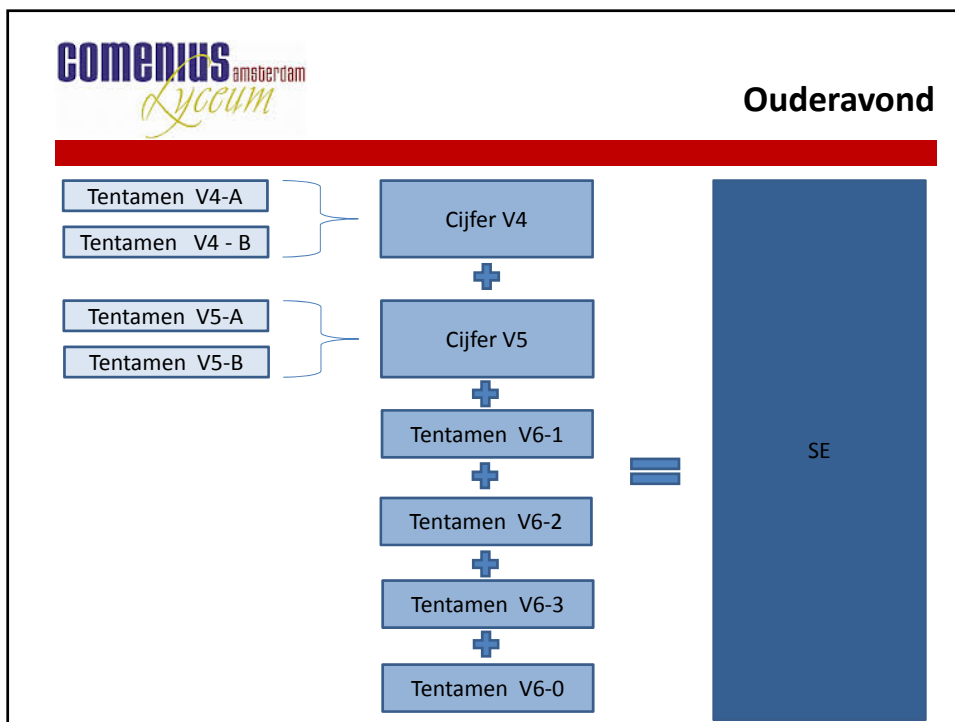 comenius amsterdam
Lyceum
Ouderavond
Tentamen V4-A
Tentamen V4 - B
Cijfer V4
Tentamen V5-A
Tentamen V5-B
Cijfer V5
Tentamen V6-1
Tentamen V6-2
Tentamen V6-3
Tentamen V6-0
SE